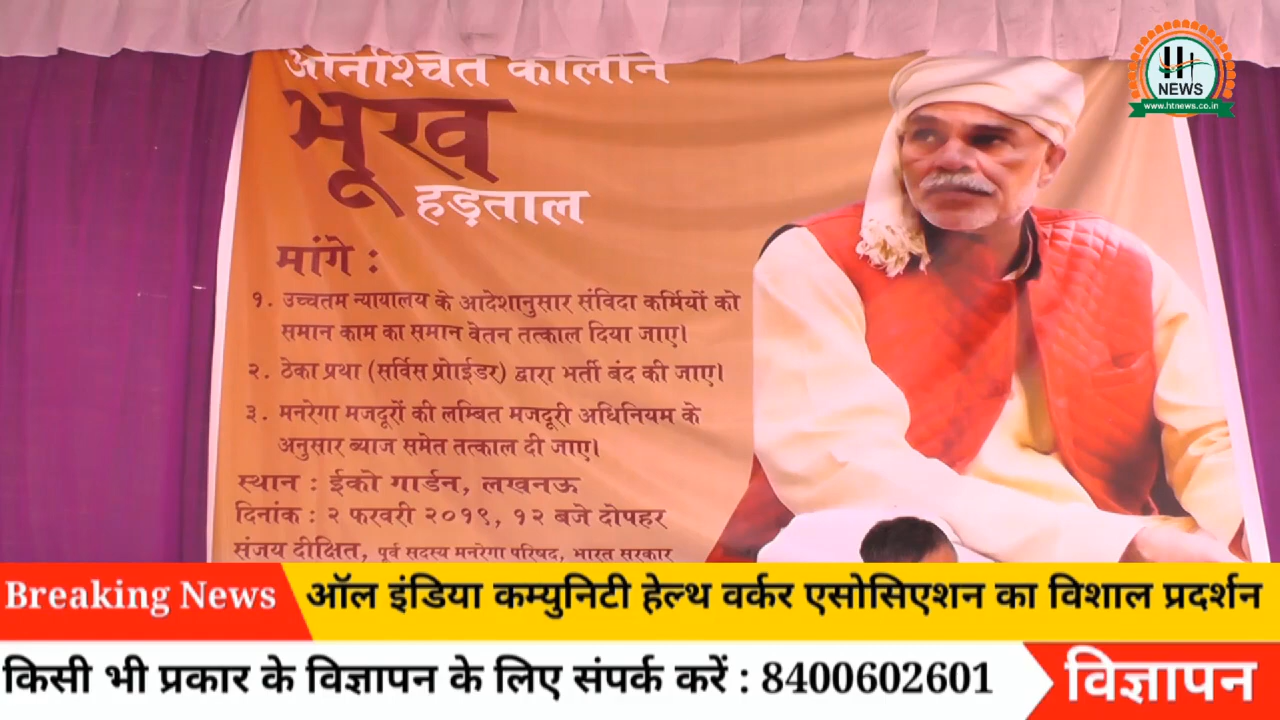 अनिश्चित कालीन
भूख
हड़ताल
मांगे :
१. उच्चतम न्यायालय के आदेशानुसार संविदा कर्मियों को
समान काम का समान वेतन तत्काल दिया जाए।
२. ठेका प्रथा (सर्विस प्रोाईडर) द्वारा भर्ती बंद की जाए।
३. मनरेगा मजदूरों की लम्बित मजदूरी अधिनियम के
अनुसार ब्याज समेत तत्काल दी जाए।
स्थान : ईको गार्डन, लखनऊ
दिनांक : २ फरवरी २०१९, १२ बजे दोपहर
संजय दीक्षित, पूर्व सदस्य मनरेगा परिषद, भारत सरकार
Ht
NEWS
www.htnews.co.in
Breaking News
ऑल इंडिया कम्युनिटी हेल्थ वर्कर एसोसिएशन का विशाल प्रदर्शन
किसी भी प्रकार के विज्ञापन के लिए संपर्क करें : 8400602601
विज्ञापन